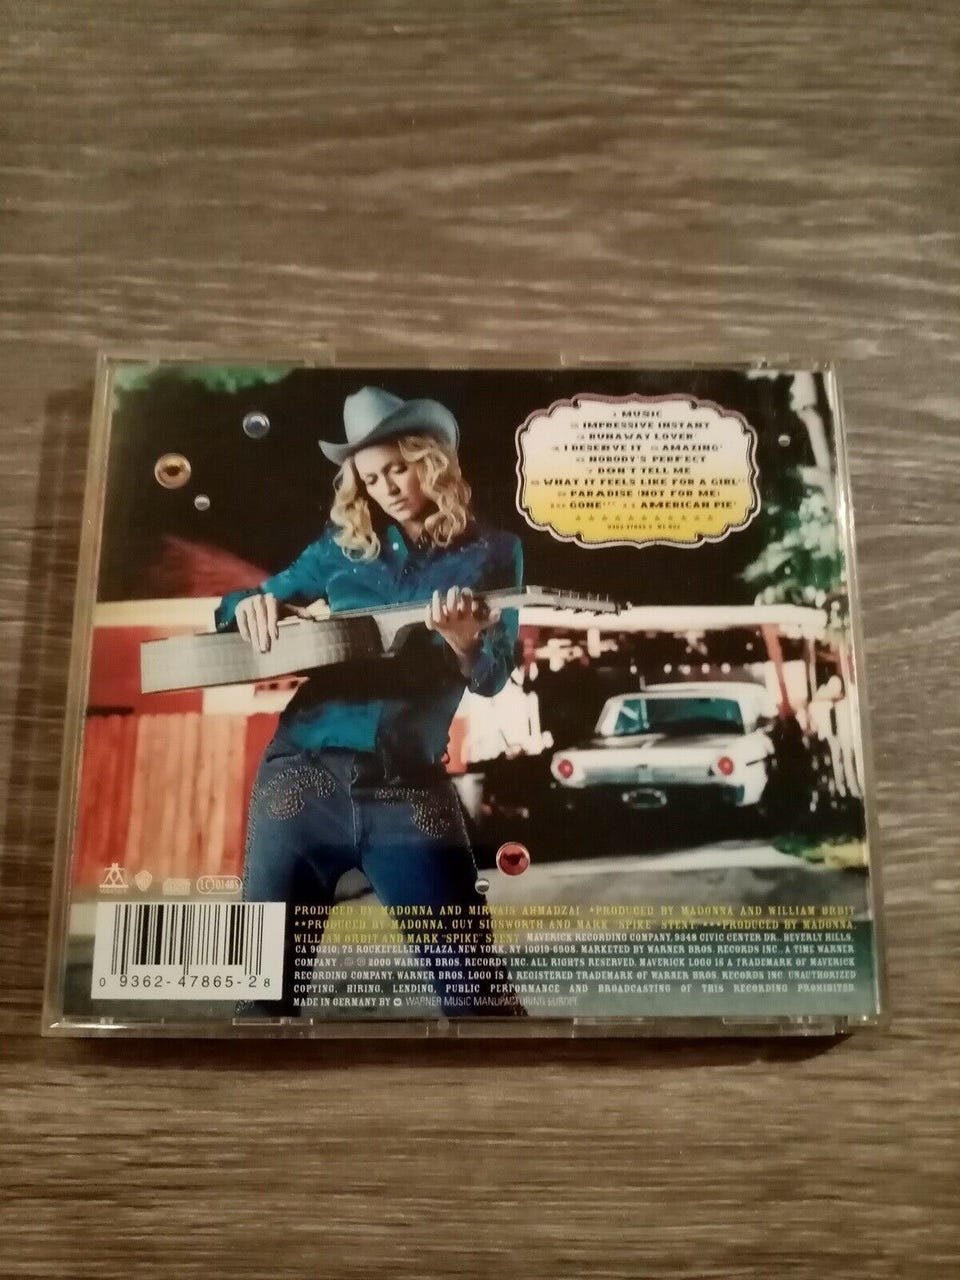 1 MUSIC
2 IMPRESSIVE INSTANT
3 RUNAWAY LOVER*
4 I DESERVE IT 5 AMAZING*
6 NOBODY'S PERFECT
7 DON'T TELL ME
8 WHAT IT FEELS LIKE FOR A GIRL**
9 PARADISE (NOT FOR ME)
10 GONE*** 11 AMERICAN PIE*
LC 01485
PRODUCED BY MADONNA AND MIRWAIS AHMADZAI *PRODUCED BY MADONNA AND WILLIAM ORBIT
**PRODUCED BY MADONNA, GUY SIGSWORTH AND MARK "SPIKE" STENT ***PRODUCED BY MADONNA,
WILLIAM ORBIT AND MARK "SPIKE" STENT MAVERICK RECORDING COMPANY, 9348 CIVIC CENTER DR., BEVERLY HILLS,
CA 90210, 75 ROCKEFELLER PLAZA, NEW YORK, NY 10019-6908. MARKETED BY WARNER BROS. RECORDS INC., A TIME WARNER
COMPANY. © ℗ 2000 WARNER BROS. RECORDS INC. ALL RIGHTS RESERVED. MAVERICK LOGO IS A TRADEMARK OF MAVERICK
RECORDING COMPANY. WARNER BROS. LOGO IS A REGISTERED TRADEMARK OF WARNER BROS. RECORDS INC. UNAUTHORIZED
COPYING, HIRING, LENDING, PUBLIC PERFORMANCE AND BROADCASTING OF THIS RECORDING PROHIBITED.
MADE IN GERMANY BY WARNER MUSIC MANUFACTURING EUROPE.
0 9362-47865-2 8